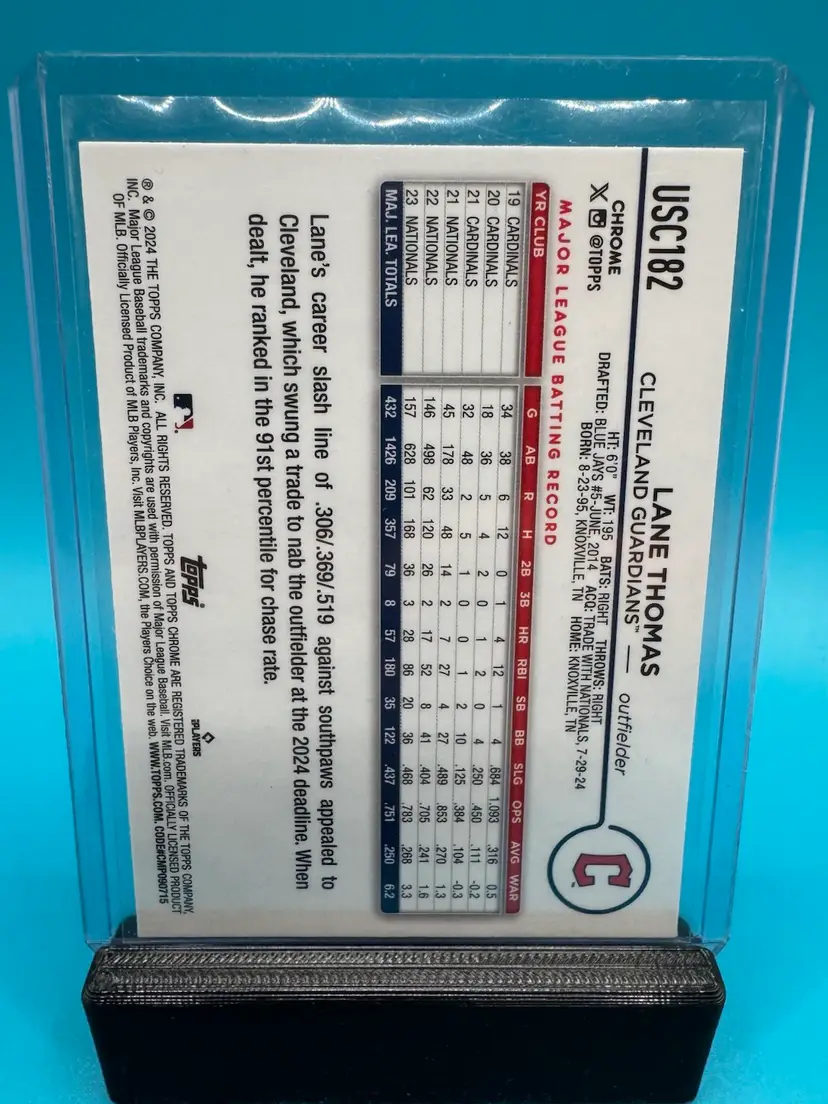 USC182
LANE THOMAS
CLEVELAND GUARDIANS™ — outfielder
CHROME
X @TOPPS
HT: 6'0" WT: 195 BATS: RIGHT THROWS: RIGHT
DRAFTED: BLUE JAYS #5-JUNE, 2014 ACQ: TRADE WITH NATIONALS, 7-29-24
BORN: 8-23-95, KNOXVILLE, TN HOME: KNOXVILLE, TN
C
MAJOR LEAGUE BATTING RECORD
YR CLUB G AB R H 2B 3B HR RBI SB BB SLG OPS AVG WAR
19 CARDINALS 34 38 6 12 0 1 4 12 1 4 .684 1.093 .316 0.5
20 CARDINALS 18 36 5 4 2 0 1 2 0 4 .250 .450 .111 -0.2
21 CARDINALS 32 48 2 5 1 0 0 1 2 10 .125 .384 .104 -0.3
21 NATIONALS 45 178 33 48 14 2 7 27 4 27 .489 .853 .270 1.3
22 NATIONALS 146 498 62 120 26 2 17 52 8 41 .404 .705 .241 1.6
23 NATIONALS 157 628 101 168 36 3 28 86 20 36 .468 .783 .268 3.3
MAJ. LEA. TOTALS 432 1426 209 357 79 8 57 180 35 122 .437 .751 .250 6.2
Lane's career slash line of .306/.369/.519 against southpaws appealed to
Cleveland, which swung a trade to nab the outfielder at the 2024 deadline. When
dealt, he ranked in the 91st percentile for chase rate.
topps
PLAYERS
® & © 2024 THE TOPPS COMPANY, INC. ALL RIGHTS RESERVED. TOPPS AND TOPPS CHROME ARE REGISTERED TRADEMARKS OF THE TOPPS COMPANY,
INC. Major League Baseball trademarks and copyrights are used with permission of Major League Baseball. Visit MLB.com. OFFICIALLY LICENSED PRODUCT
OF MLB. Officially Licensed Product of MLB Players, Inc. Visit MLBPLAYERS.COM, the Players Choice on the web. WWW.TOPPS.COM. CODE#CMP090715